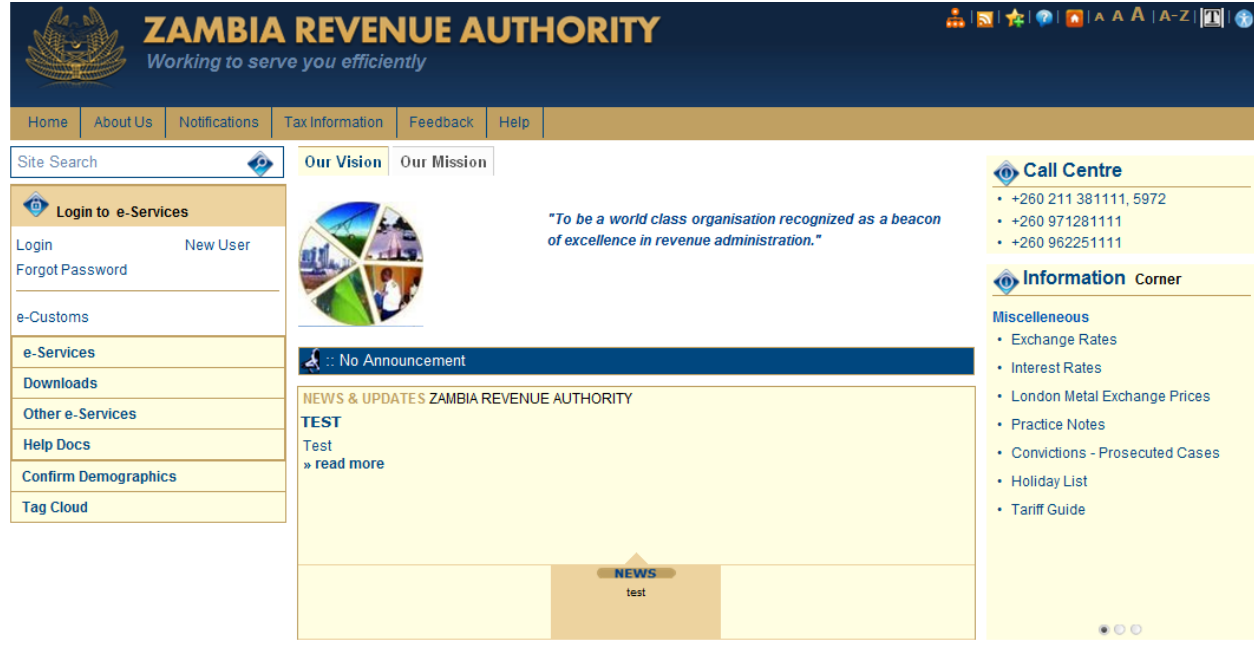 ZAMBIA REVENUE AUTHORITY
Working to serve you efficiently
A A A A-Z T
Home About Us Notifications Tax Information Feedback Help
Site Search
Login to e-Services
Login New User
Forgot Password
e-Customs
e-Services
Downloads
Other e-Services
Help Docs
Confirm Demographics
Tag Cloud
Our Vision Our Mission
"To be a world class organisation recognized as a beacon
of excellence in revenue administration."
:: No Announcement
NEWS & UPDATES ZAMBIA REVENUE AUTHORITY
TEST
Test
» read more
NEWS
test
Call Centre
• +260 211 381111, 5972
• +260 971281111
• +260 962251111
Information Corner
Miscelleneous
• Exchange Rates
• Interest Rates
• London Metal Exchange Prices
• Practice Notes
• Convictions - Prosecuted Cases
• Holiday List
• Tariff Guide